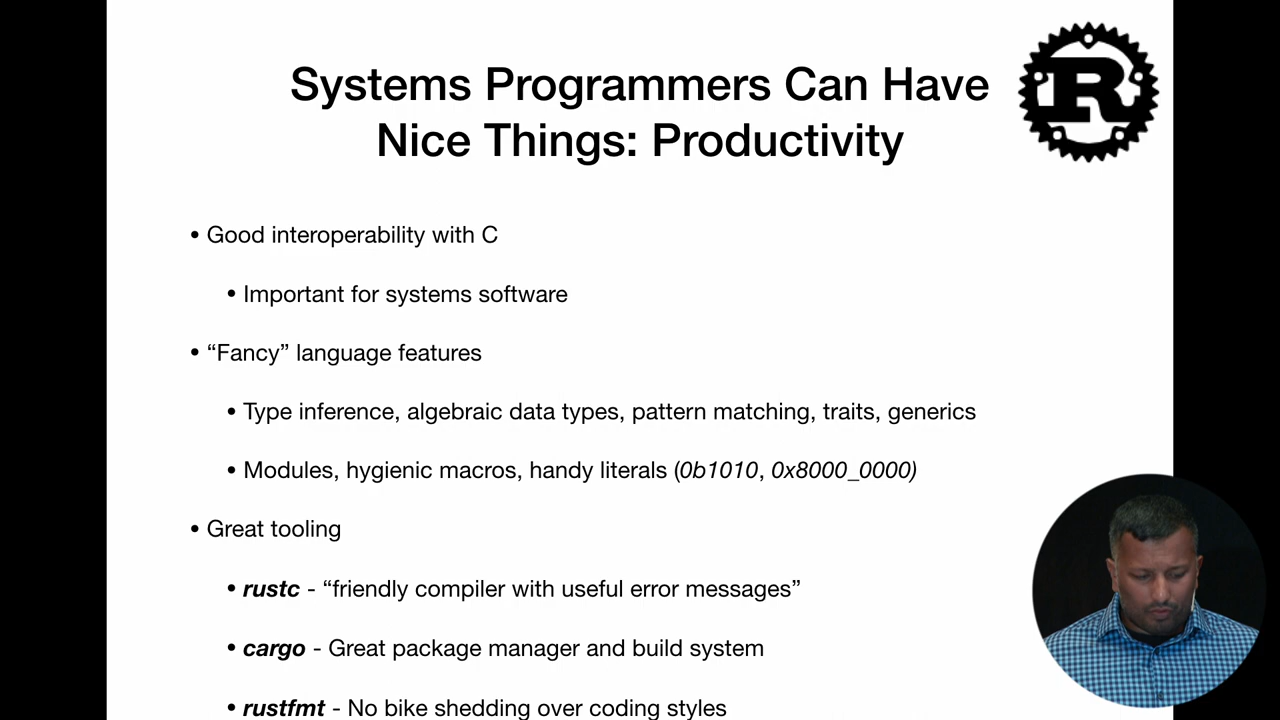 Systems Programmers Can Have
Nice Things: Productivity
R
• Good interoperability with C
• Important for systems software
• “Fancy” language features
• Type inference, algebraic data types, pattern matching, traits, generics
• Modules, hygienic macros, handy literals (0b1010, 0x8000_0000)
• Great tooling
• rustc - “friendly compiler with useful error messages”
• cargo - Great package manager and build system
• rustfmt - No bike shedding over coding styles